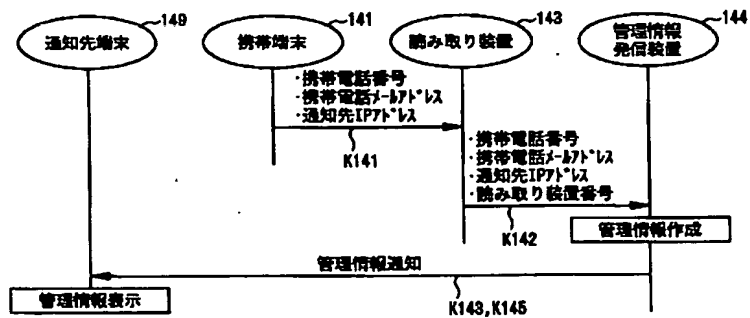 149
141
143
144
通知先端末
携帯端末
読み取り装置
管理情報
発信装置
・携帯電話番号
・携帯電話メールアドレス
・通知先IPアドレス
K141
・携帯電話番号
・携帯電話メールアドレス
・通知先IPアドレス
・読み取り装置番号
K142
管理情報作成
管理情報通知
管理情報表示
K143,K145